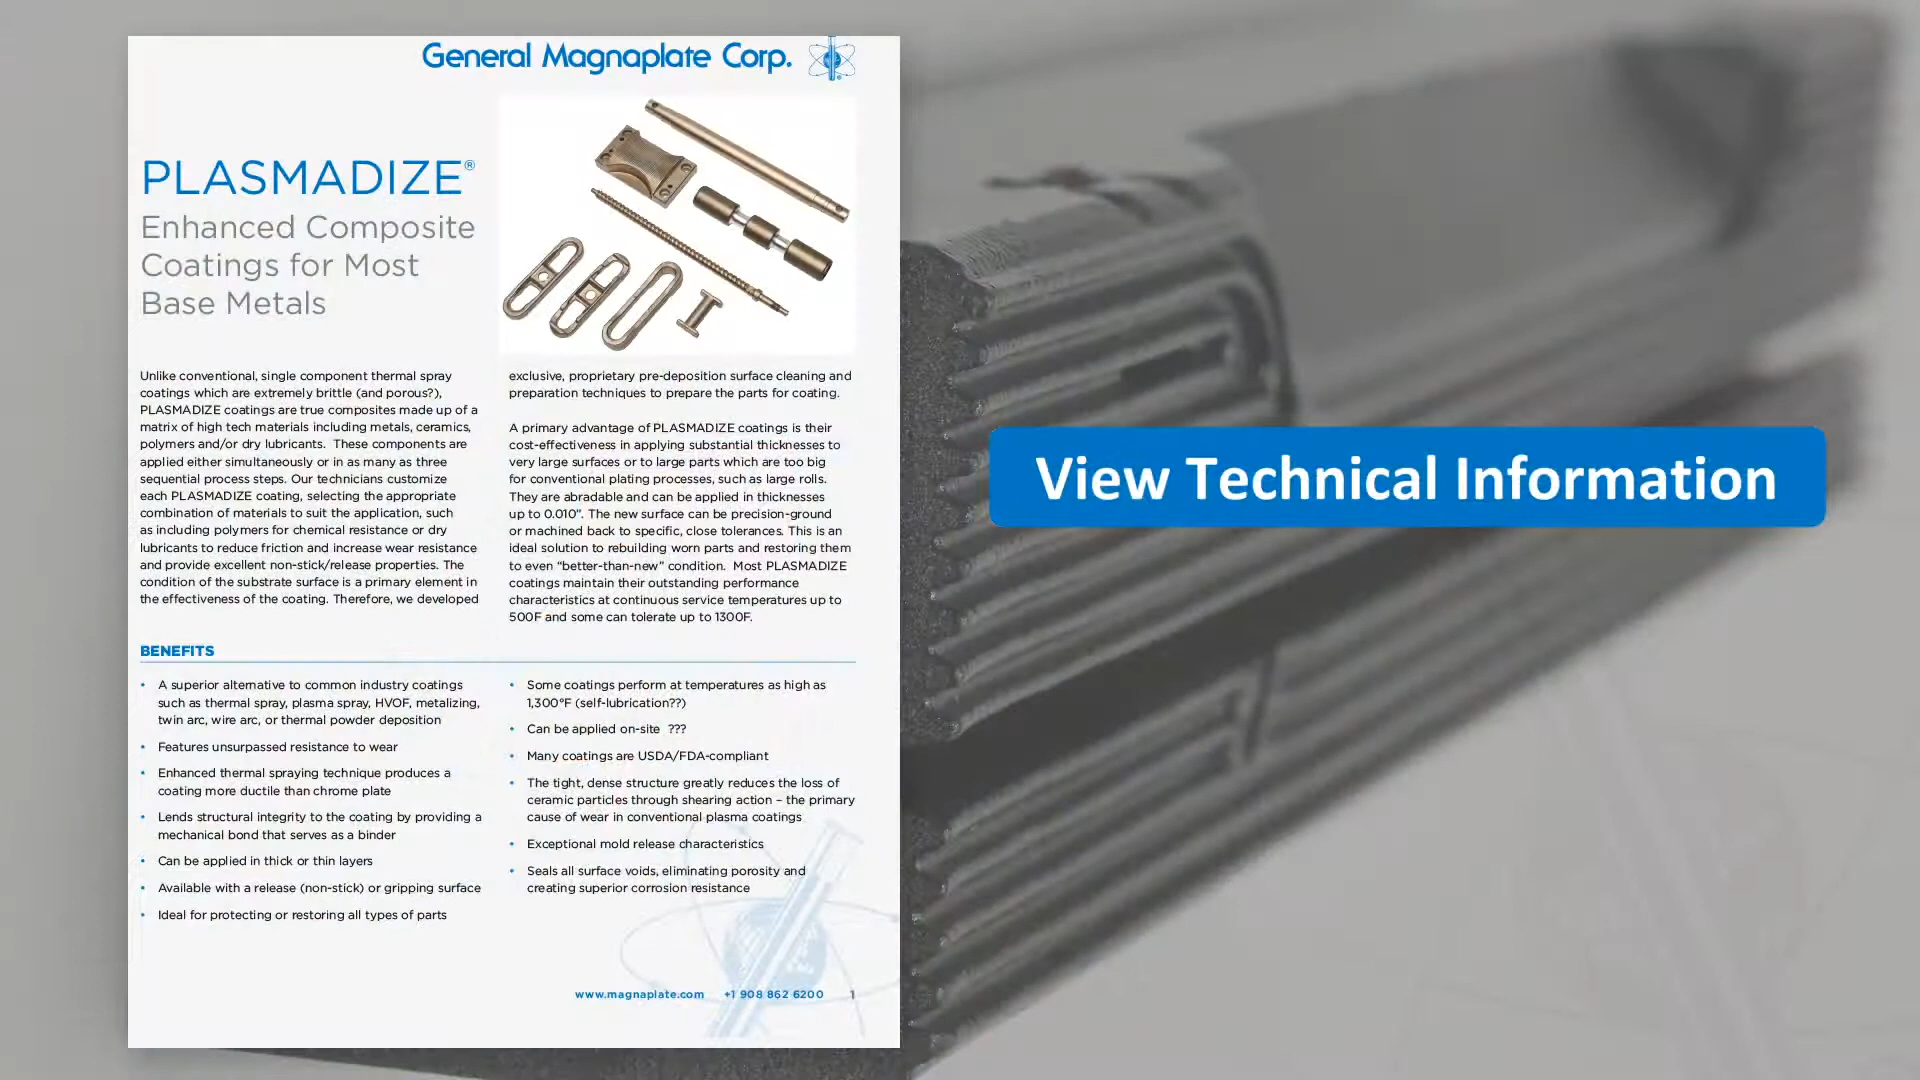 General Magnaplate Corp.
PLASMADIZE®
Enhanced Composite
Coatings for Most
Base Metals
Unlike conventional, single component thermal spray
coatings which are extremely brittle (and porous?),
PLASMADIZE coatings are true composites made up of a
matrix of high tech materials including metals, ceramics,
polymers and/or dry lubricants. These components are
applied either simultaneously or in as many as three
sequential process steps. Our technicians customize
each PLASMADIZE coating, selecting the appropriate
combination of materials to suit the application, such
as including polymers for chemical resistance or dry
lubricants to reduce friction and increase wear resistance
and provide excellent non-stick/release properties. The
condition of the substrate surface is a primary element in
the effectiveness of the coating. Therefore, we developed
exclusive, proprietary pre-deposition surface cleaning and
preparation techniques to prepare the parts for coating.
A primary advantage of PLASMADIZE coatings is their
cost-effectiveness in applying substantial thicknesses to
very large surfaces or to large parts which are too big
for conventional plating processes, such as large rolls.
They are abradable and can be applied in thicknesses
up to 0.010". The new surface can be precision-ground
or machined back to specific, close tolerances. This is an
ideal solution to rebuilding worn parts and restoring them
to even “better-than-new” condition. Most PLASMADIZE
coatings maintain their outstanding performance
characteristics at continuous service temperatures up to
500F and some can tolerate up to 1300F.
BENEFITS
• A superior alternative to common industry coatings
such as thermal spray, plasma spray, HVOF, metalizing,
twin arc, wire arc, or thermal powder deposition
• Features unsurpassed resistance to wear
• Enhanced thermal spraying technique produces a
coating more ductile than chrome plate
• Lends structural integrity to the coating by providing a
mechanical bond that serves as a binder
• Can be applied in thick or thin layers
• Available with a release (non-stick) or gripping surface
• Ideal for protecting or restoring all types of parts
• Some coatings perform at temperatures as high as
1,300°F (self-lubrication??)
• Can be applied on-site ???
• Many coatings are USDA/FDA-compliant
• The tight, dense structure greatly reduces the loss of
ceramic particles through shearing action – the primary
cause of wear in conventional plasma coatings
• Exceptional mold release characteristics
• Seals all surface voids, eliminating porosity and
creating superior corrosion resistance
www.magnaplate.com +1 908 862 6200 1
View Technical Information